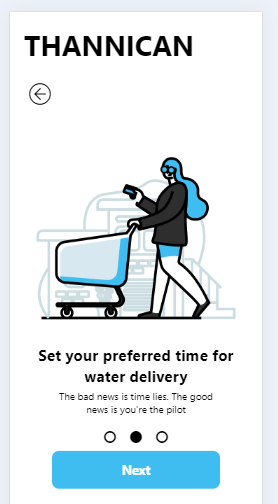 THANNICAN
Set your preferred time for
water delivery
The bad news is time lies. The good
news is you're the pilot
Next